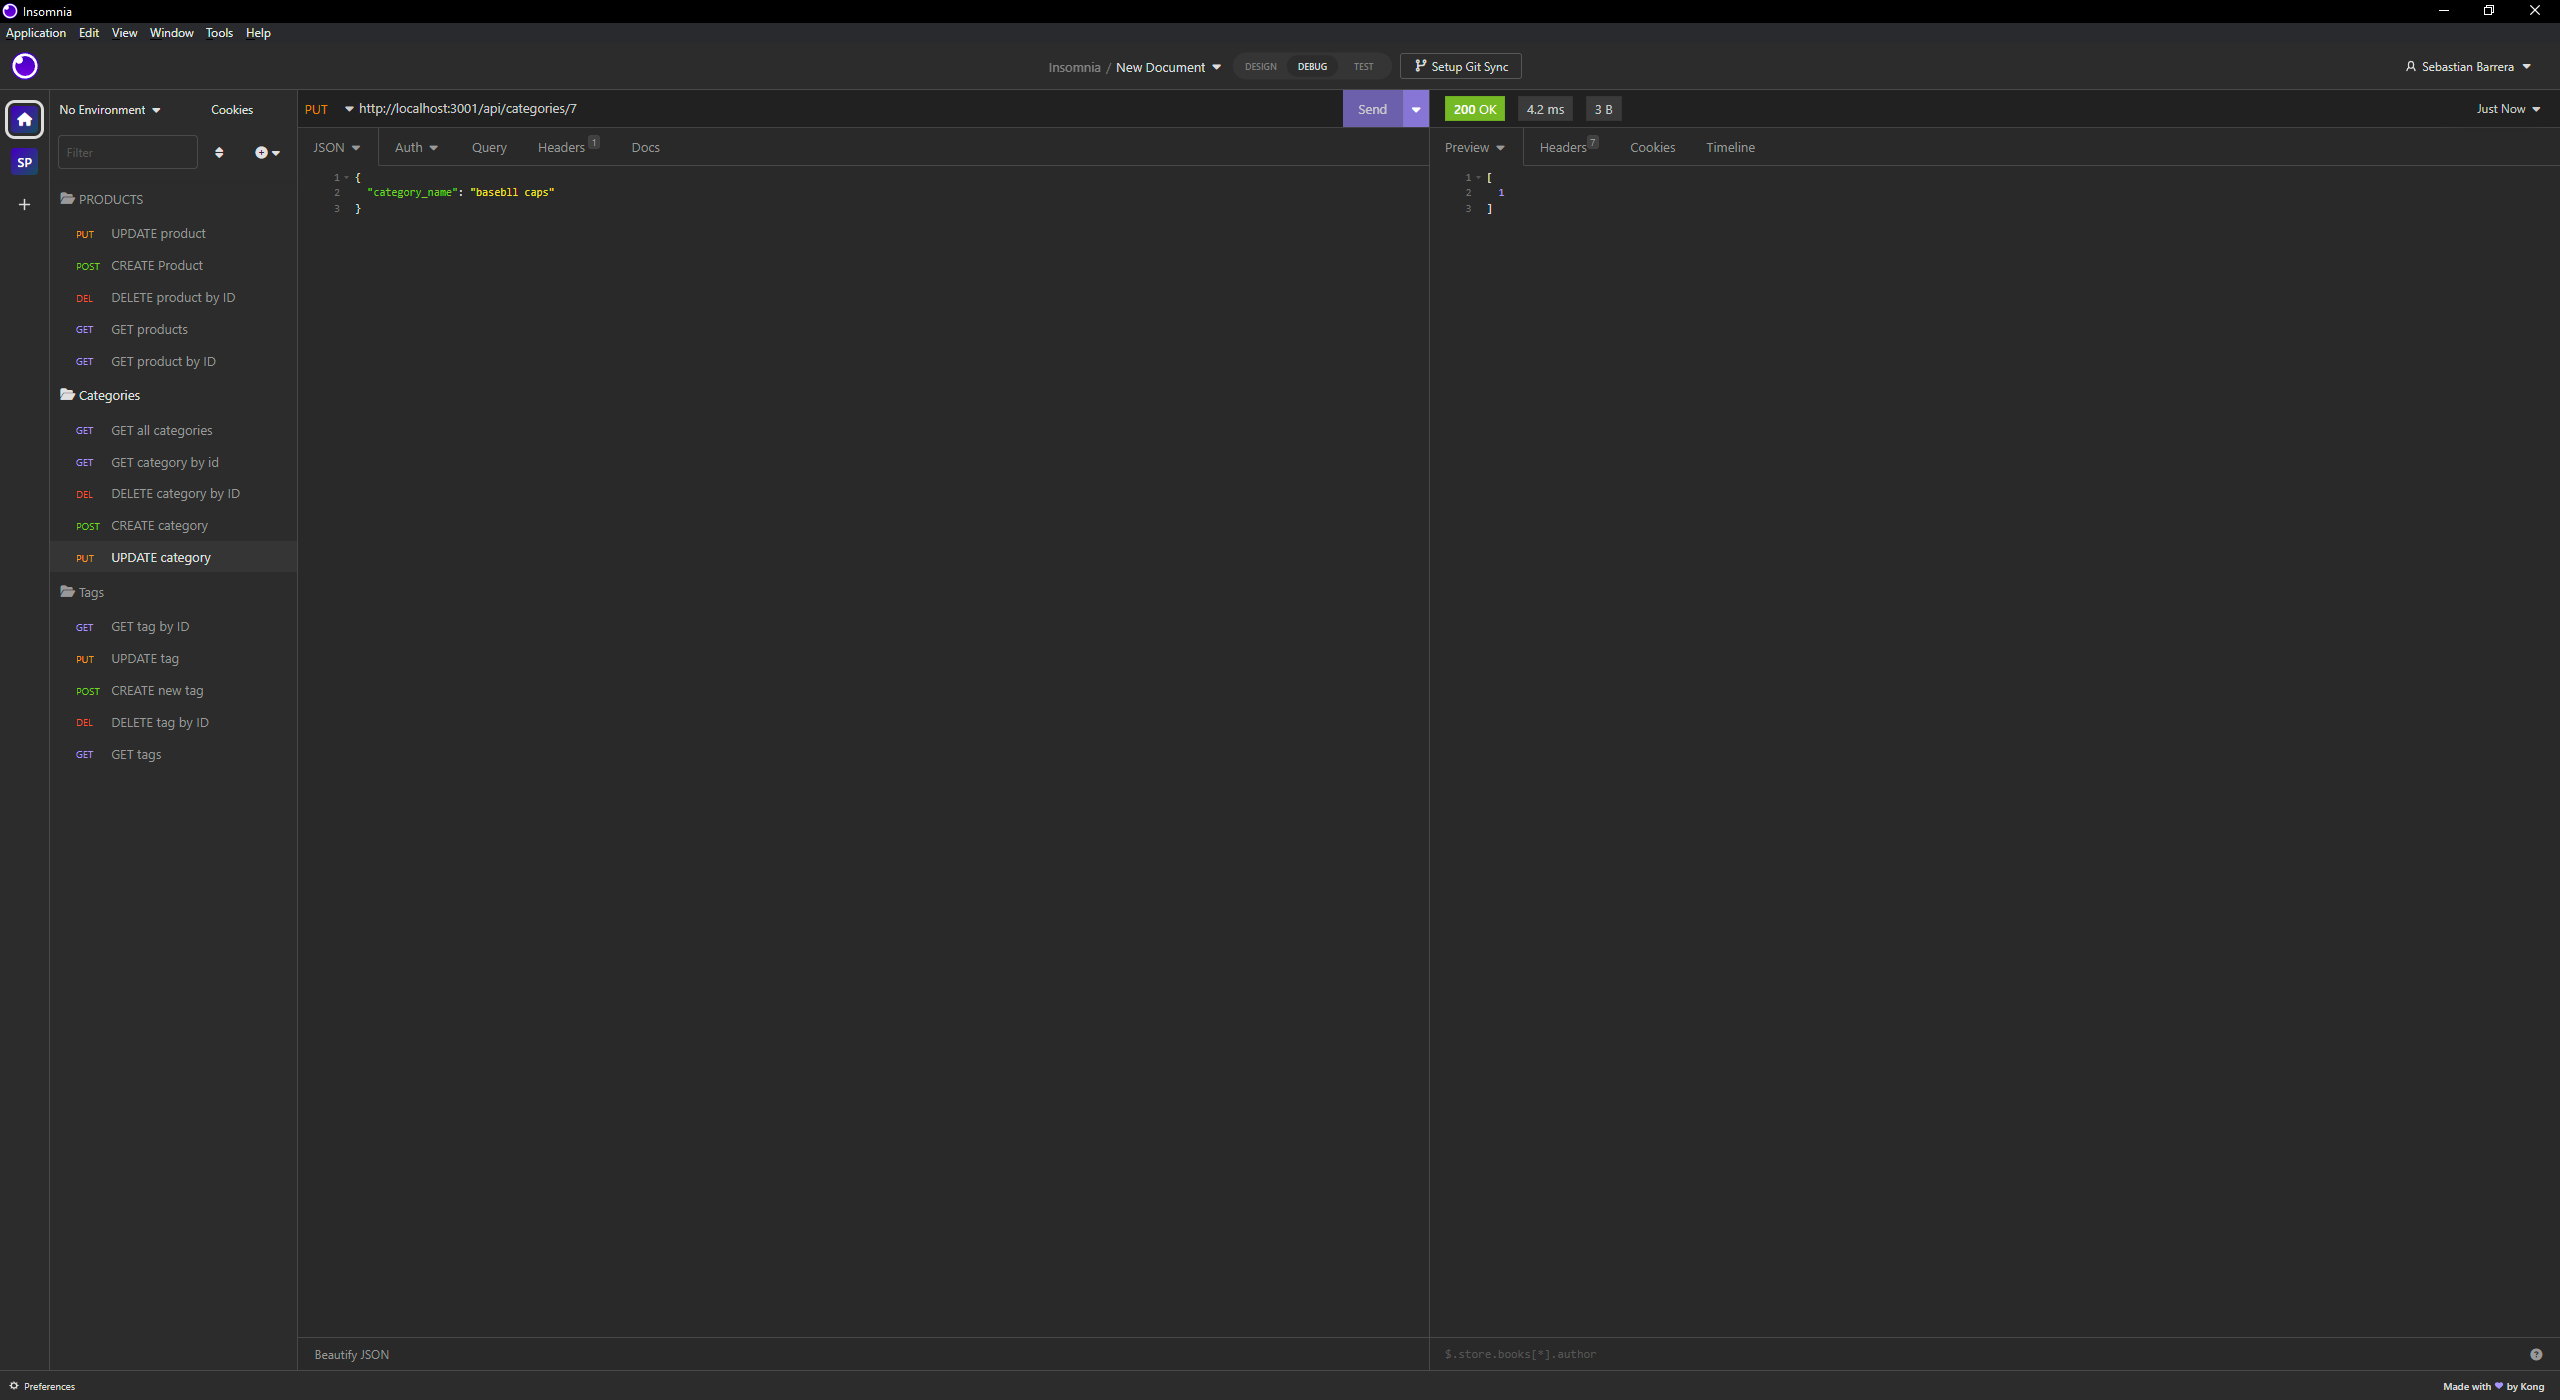 Insomnia
Application Edit View Window Tools Help
Insomnia / New Document DESIGN DEBUG TEST Setup Git Sync
Sebastian Barrera
No Environment Cookies
Filter
SP
PRODUCTS
PUT UPDATE product
POST CREATE Product
DEL DELETE product by ID
GET GET products
GET GET product by ID
Categories
GET GET all categories
GET GET category by id
DEL DELETE category by ID
POST CREATE category
PUT UPDATE category
Tags
GET GET tag by ID
PUT UPDATE tag
POST CREATE new tag
DEL DELETE tag by ID
GET GET tags
PUT http://localhost:3001/api/categories/7 Send
JSON Auth Query Headers 1 Docs
1 {
2 "category_name": "basebll caps"
3 }
Beautify JSON
200 OK 4.2 ms 3 B Just Now
Preview Headers 7 Cookies Timeline
1 [
2 1
3 ]
$.store.books[*].author
Preferences
Made with ♥ by Kong